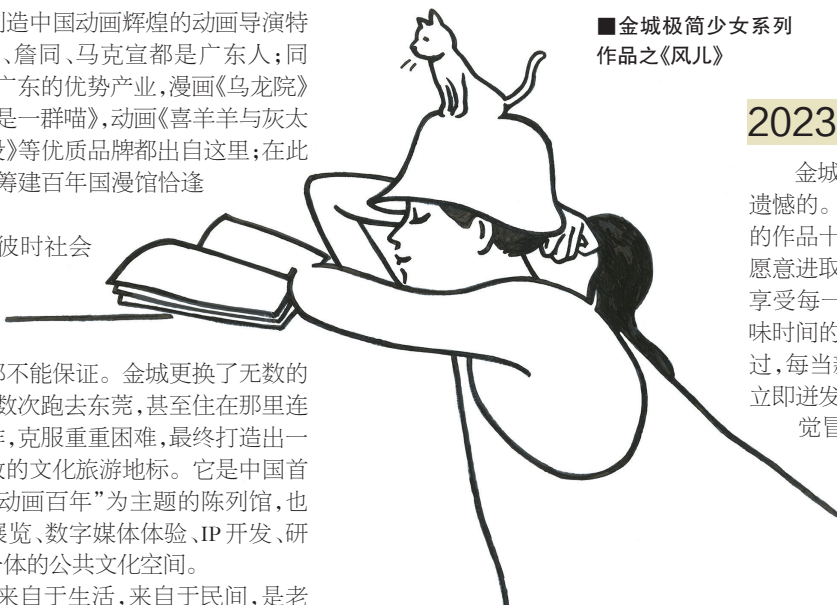 创造中国动画辉煌的动画导演特
、詹同、马克宣都是广东人；同
广东的优势产业，漫画《乌龙院》
是一群喵》，动画《喜羊羊与灰太
》等优质品牌都出自这里；在此
筹建百年国漫馆恰逢
彼时社会
都不能保证。金城更换了无数的
数次跑去东莞，甚至住在那里连
，克服重重困难，最终打造出一
的文化旅游地标。它是中国首
动画百年”为主题的陈列馆，也
展览、数字媒体体验、IP开发、研
体的公共文化空间。
来自于生活，来自于民间，是老
■金城极简少女系列
作品之《风儿》
2023
金城
遗憾的。
的作品十
愿意进取
享受每一
味时间的
过，每当
立即迸发
觉冒